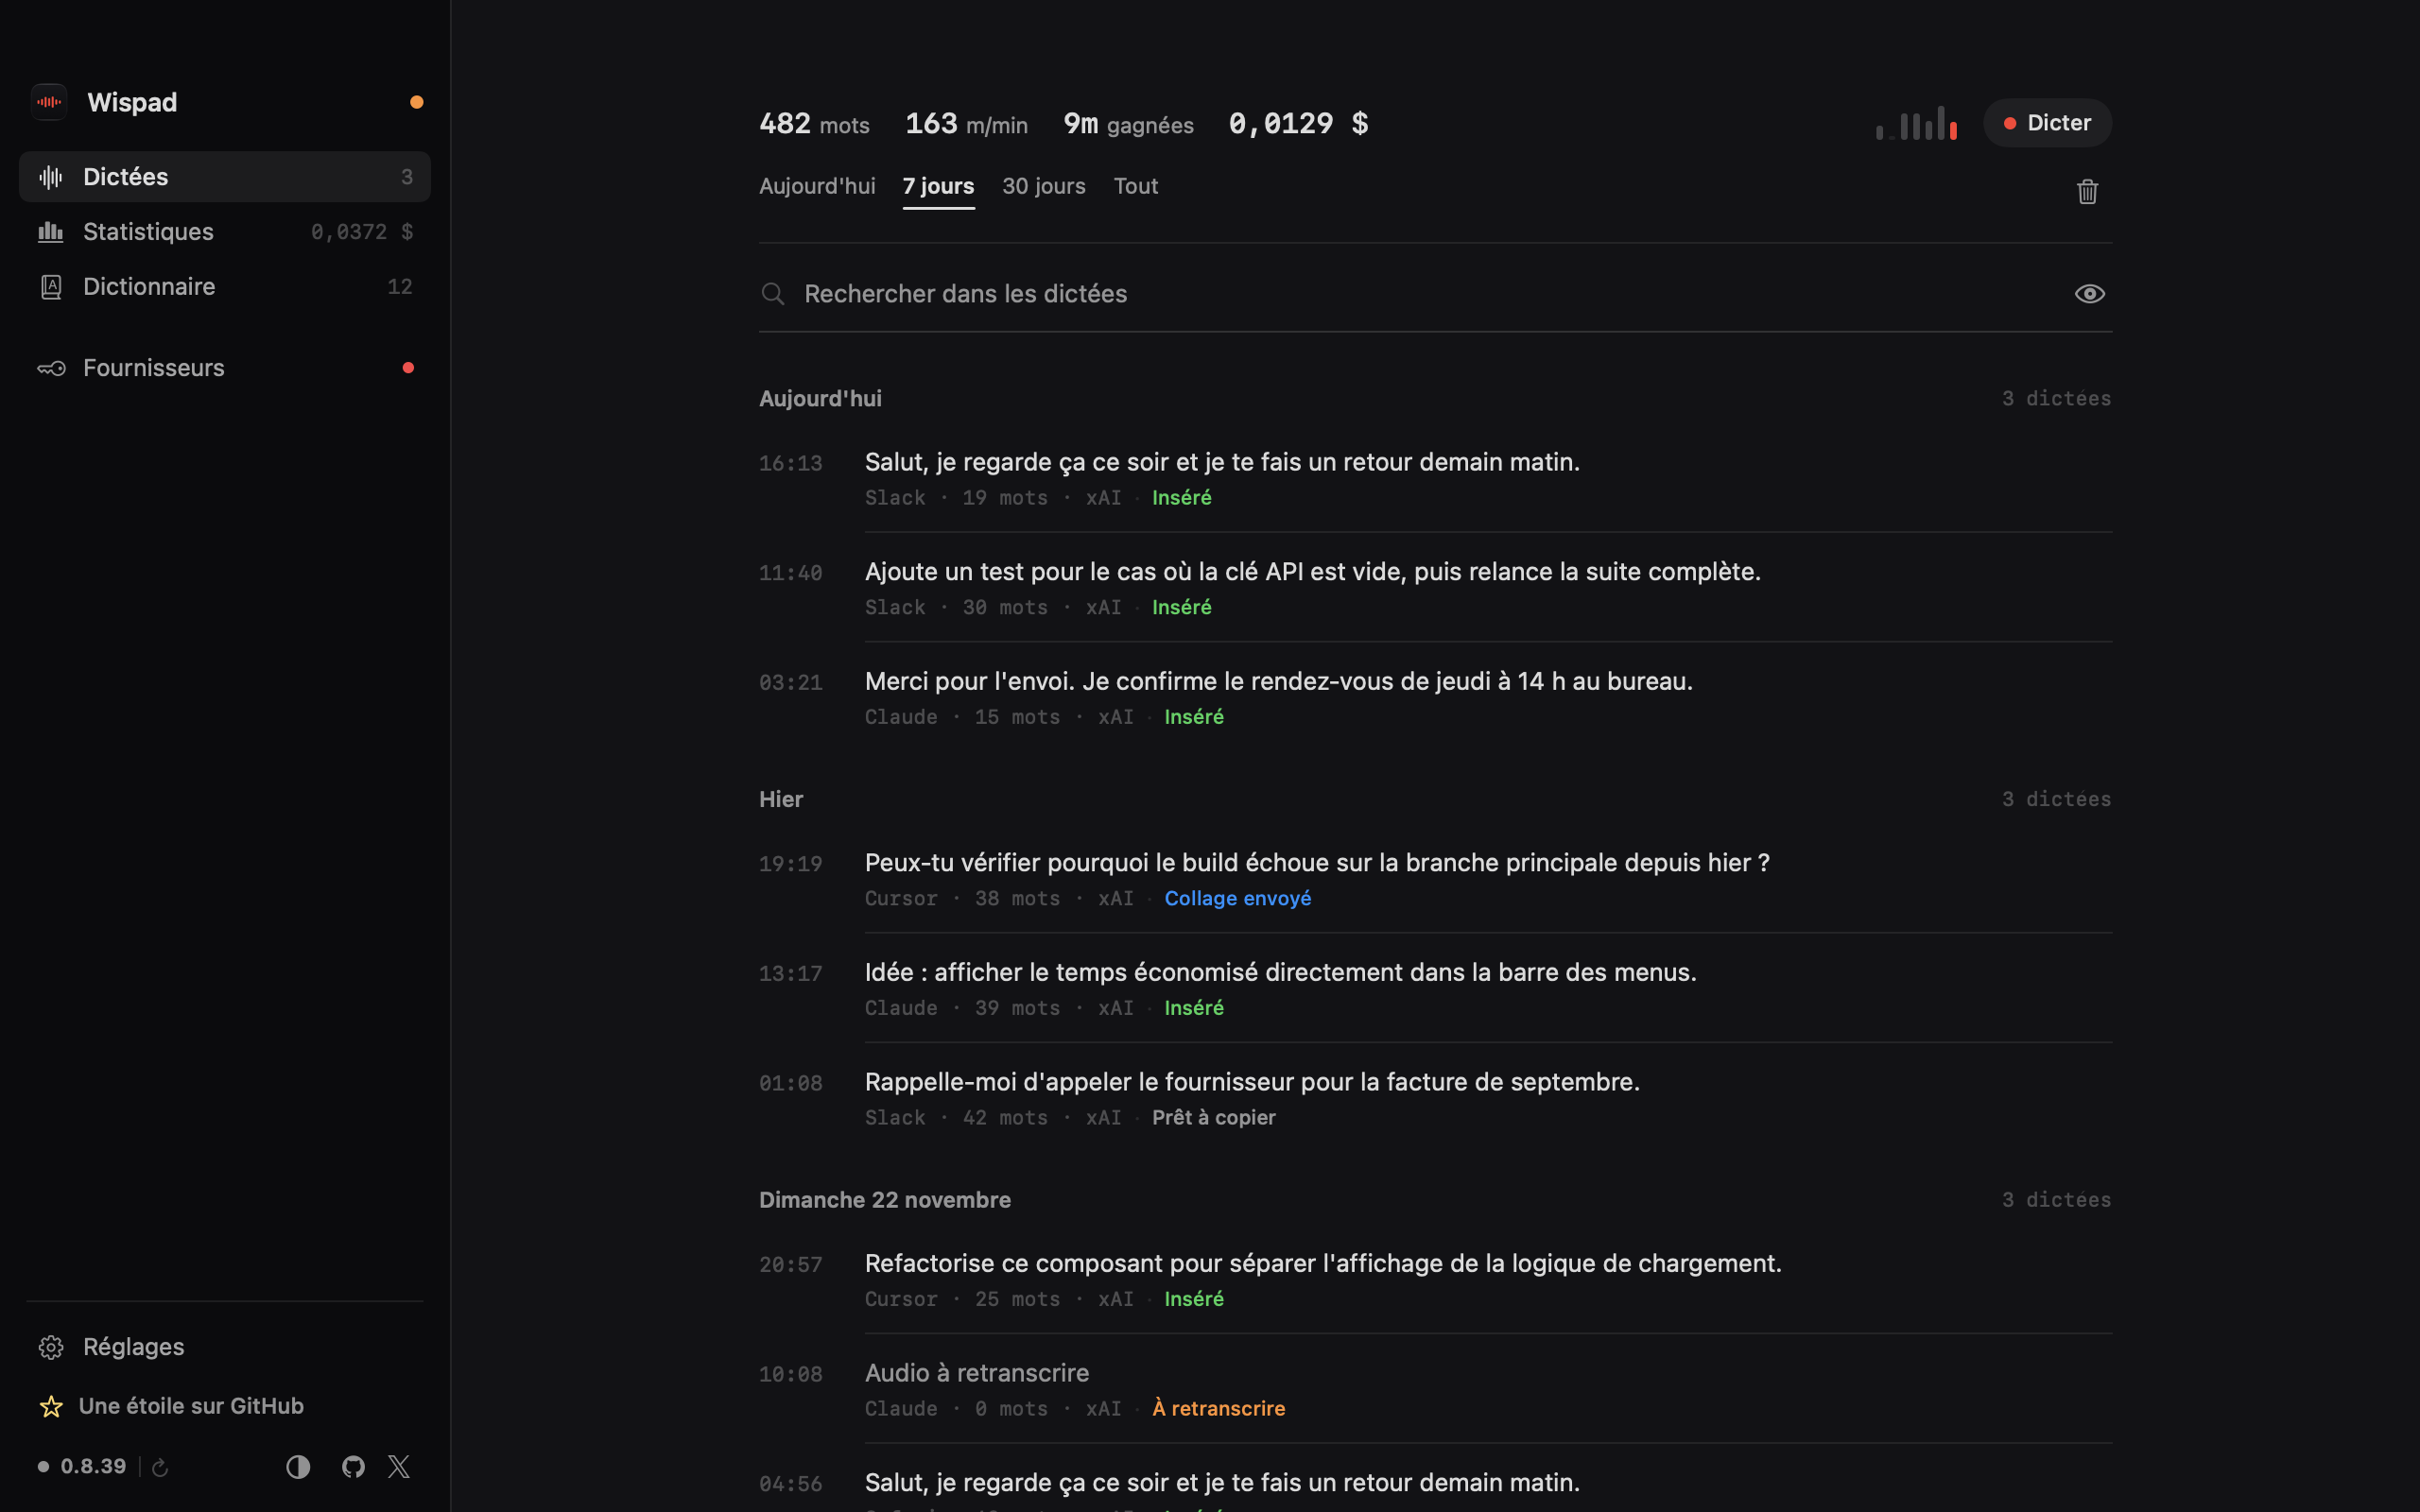 Wispad
Dictées 3
Statistiques 0,0372 $
Dictionnaire 12
Fournisseurs
Réglages
Une étoile sur GitHub
0.8.39
482 mots 163 m/min 9m gagnées 0,0129 $
Dicter
Aujourd'hui 7 jours 30 jours Tout
Rechercher dans les dictées
Aujourd'hui 3 dictées
16:13 Salut, je regarde ça ce soir et je te fais un retour demain matin.
Slack · 19 mots · xAI · Inséré
11:40 Ajoute un test pour le cas où la clé API est vide, puis relance la suite complète.
Slack · 30 mots · xAI · Inséré
03:21 Merci pour l'envoi. Je confirme le rendez-vous de jeudi à 14 h au bureau.
Claude · 15 mots · xAI · Inséré
Hier 3 dictées
19:19 Peux-tu vérifier pourquoi le build échoue sur la branche principale depuis hier ?
Cursor · 38 mots · xAI · Collage envoyé
13:17 Idée : afficher le temps économisé directement dans la barre des menus.
Claude · 39 mots · xAI · Inséré
01:08 Rappelle-moi d'appeler le fournisseur pour la facture de septembre.
Slack · 42 mots · xAI · Prêt à copier
Dimanche 22 novembre 3 dictées
20:57 Refactorise ce composant pour séparer l'affichage de la logique de chargement.
Cursor · 25 mots · xAI · Inséré
10:08 Audio à retranscrire
Claude · 0 mots · xAI · À retranscrire
04:56 Salut, je regarde ça ce soir et je te fais un retour demain matin.